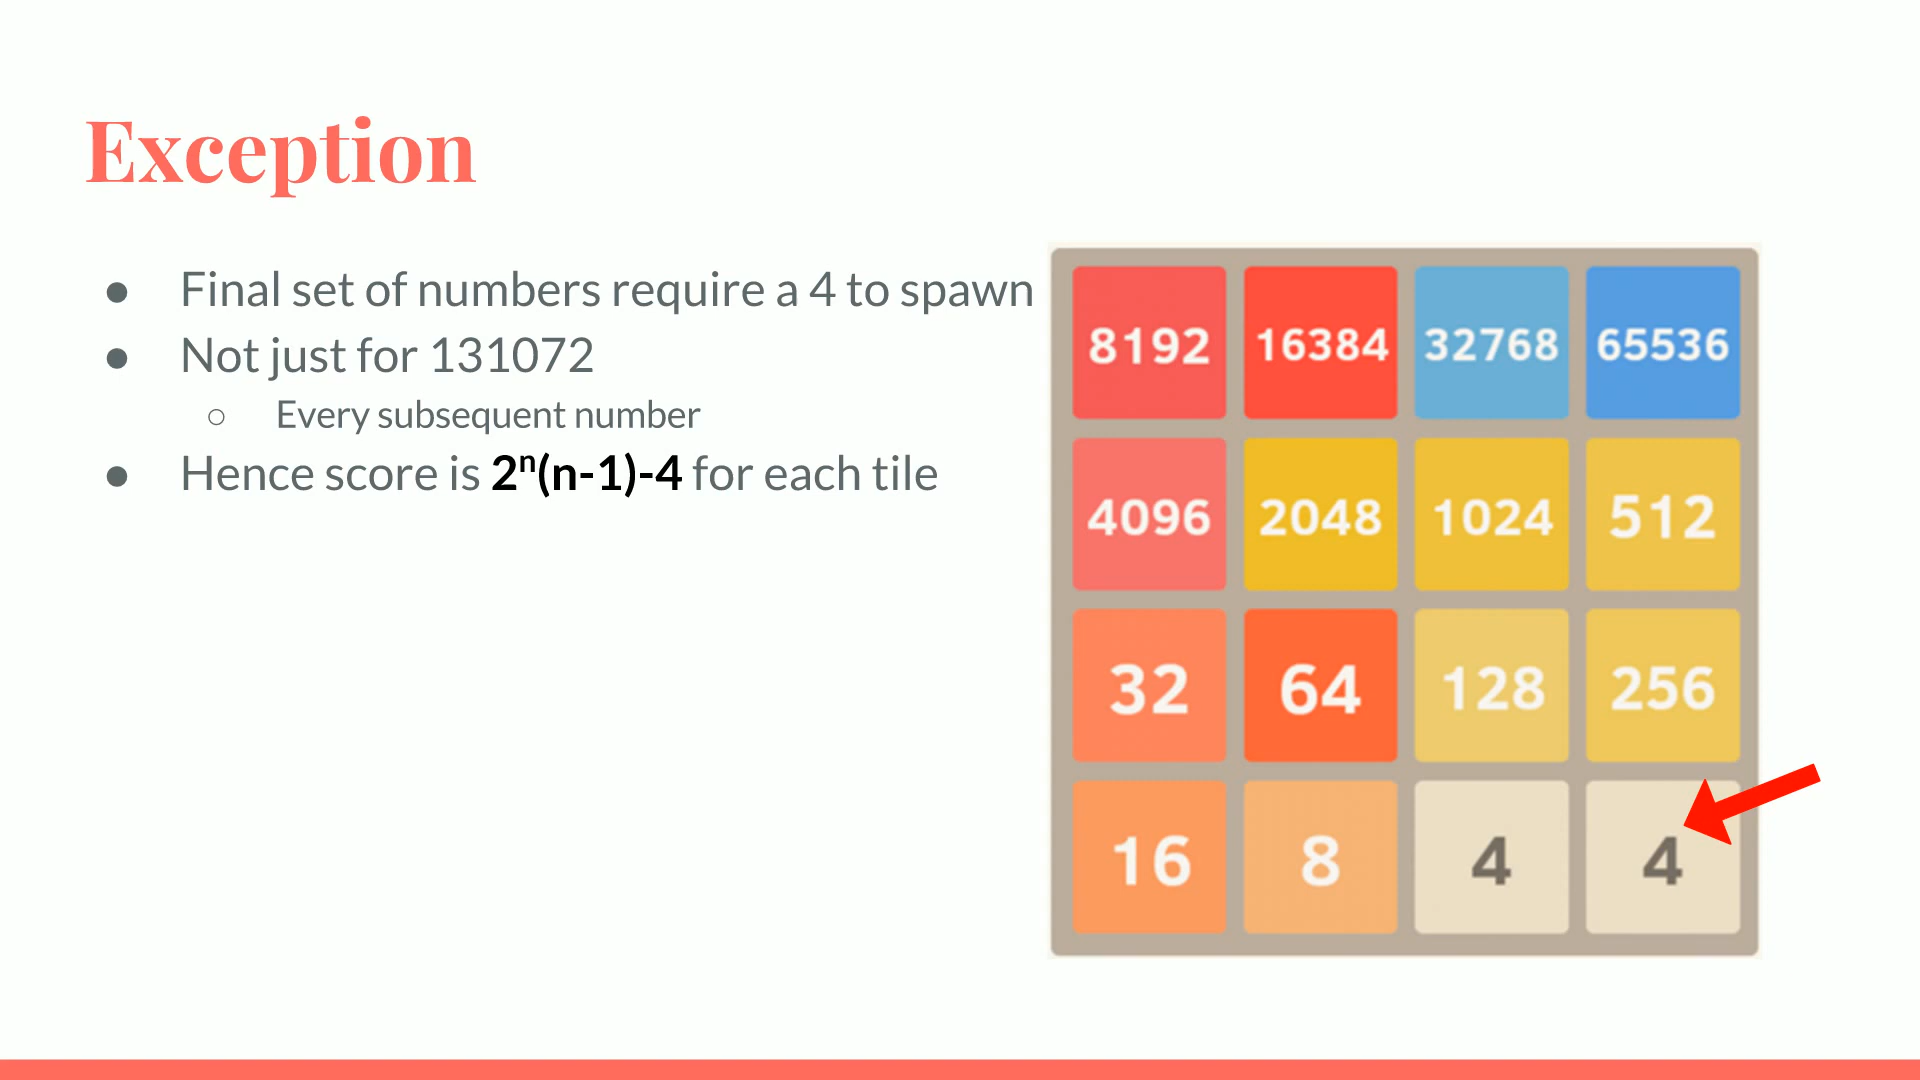 Exception
● Final set of numbers require a 4 to spawn
● Not just for 131072
○ Every subsequent number
● Hence score is 2ⁿ(n-1)-4 for each tile
8192 16384 32768 65536
4096 2048 1024 512
32 64 128 256
16 8 4 4